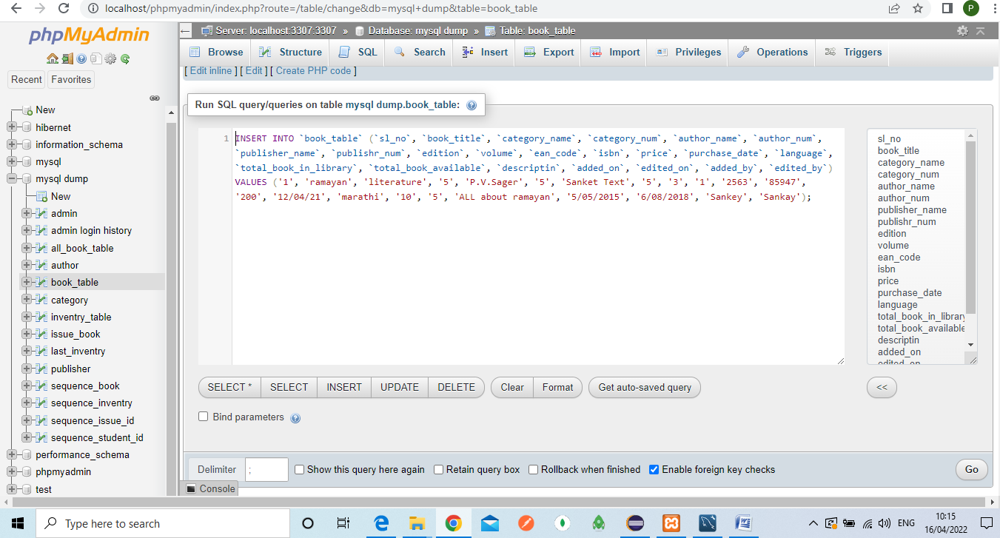 localhost/phpmyadmin/index.php?route=/table/change&db=mysql+dump&table=book_table
P
phpMyAdmin
Recent Favorites
New
hibernet
information_schema
mysql
mysql dump
New
admin
admin login history
all_book_table
author
book_table
category
inventry_table
issue_book
last_inventry
publisher
sequence_book
sequence_inventry
sequence_issue_id
sequence_student_id
performance_schema
phpmyadmin
test
Server: localhost:3307:3307 » Database: mysql dump » Table: book_table
Browse Structure SQL Search Insert Export Import Privileges Operations Triggers
[ Edit inline ] [ Edit ] [ Create PHP code ]
Run SQL query/queries on table mysql dump.book_table:
1 INSERT INTO `book_table` (`sl_no`, `book_title`, `category_name`, `category_num`, `author_name`, `author_num`,
`publisher_name`, `publishr_num`, `edition`, `volume`, `ean_code`, `isbn`, `price`, `purchase_date`, `language`,
`total_book_in_library`, `total_book_available`, `descriptin`, `added_on`, `edited_on`, `added_by`, `edited_by`)
VALUES ('1', 'ramayan', 'literature', '5', 'P.V.Sager', '5', 'Sanket Text', '5', '3', '1', '2563', '85947',
'200', '12/04/21', 'marathi', '10', '5', 'ALL about ramayan', '5/05/2015', '6/08/2018', 'Sankey', 'Sankay');
sl_no
book_title
category_name
category_num
author_name
author_num
publisher_name
publishr_num
edition
volume
ean_code
isbn
price
purchase_date
language
total_book_in_library
total_book_available
descriptin
added_on
edited_on
SELECT * SELECT INSERT UPDATE DELETE Clear Format Get auto-saved query <<
Bind parameters
Delimiter ; Show this query here again Retain query box Rollback when finished Enable foreign key checks Go
Console
Type here to search
ENG
10:15
16/04/2022